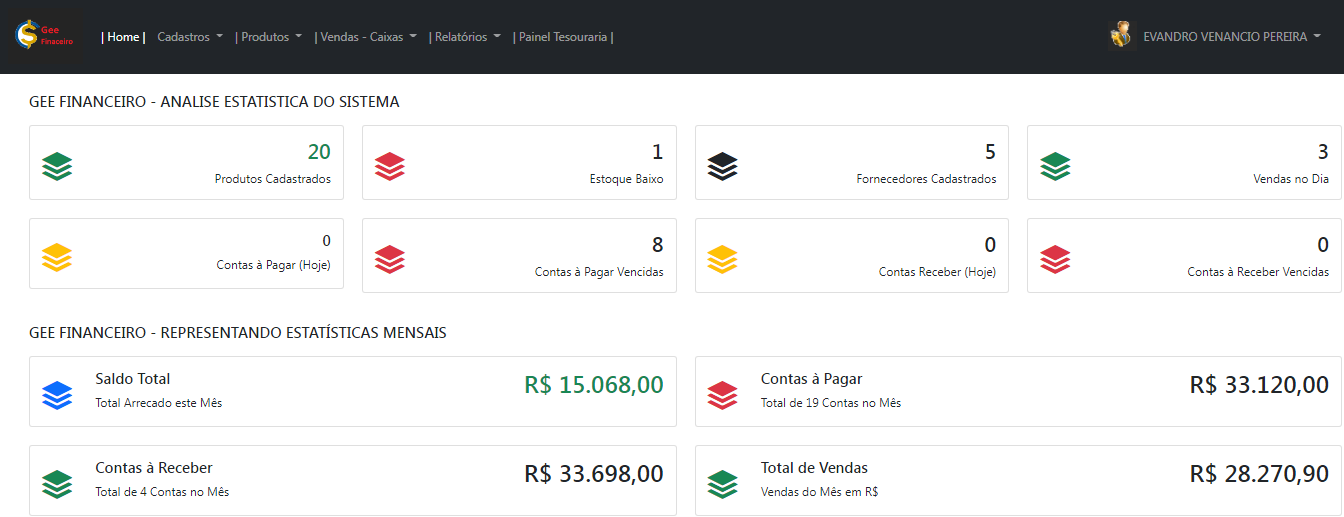 Gee
Finaceiro
| Home | Cadastros | Produtos | Vendas - Caixas | Relatórios | Painel Tesouraria |
EVANDRO VENANCIO PEREIRA
GEE FINANCEIRO - ANALISE ESTATISTICA DO SISTEMA
20
Produtos Cadastrados
1
Estoque Baixo
5
Fornecedores Cadastrados
3
Vendas no Dia
0
Contas à Pagar (Hoje)
8
Contas à Pagar Vencidas
0
Contas Receber (Hoje)
0
Contas à Receber Vencidas
GEE FINANCEIRO - REPRESENTANDO ESTATÍSTICAS MENSAIS
Saldo Total
Total Arrecado este Mês
R$ 15.068,00
Contas à Pagar
Total de 19 Contas no Mês
R$ 33.120,00
Contas à Receber
Total de 4 Contas no Mês
R$ 33.698,00
Total de Vendas
Vendas do Mês em R$
R$ 28.270,90